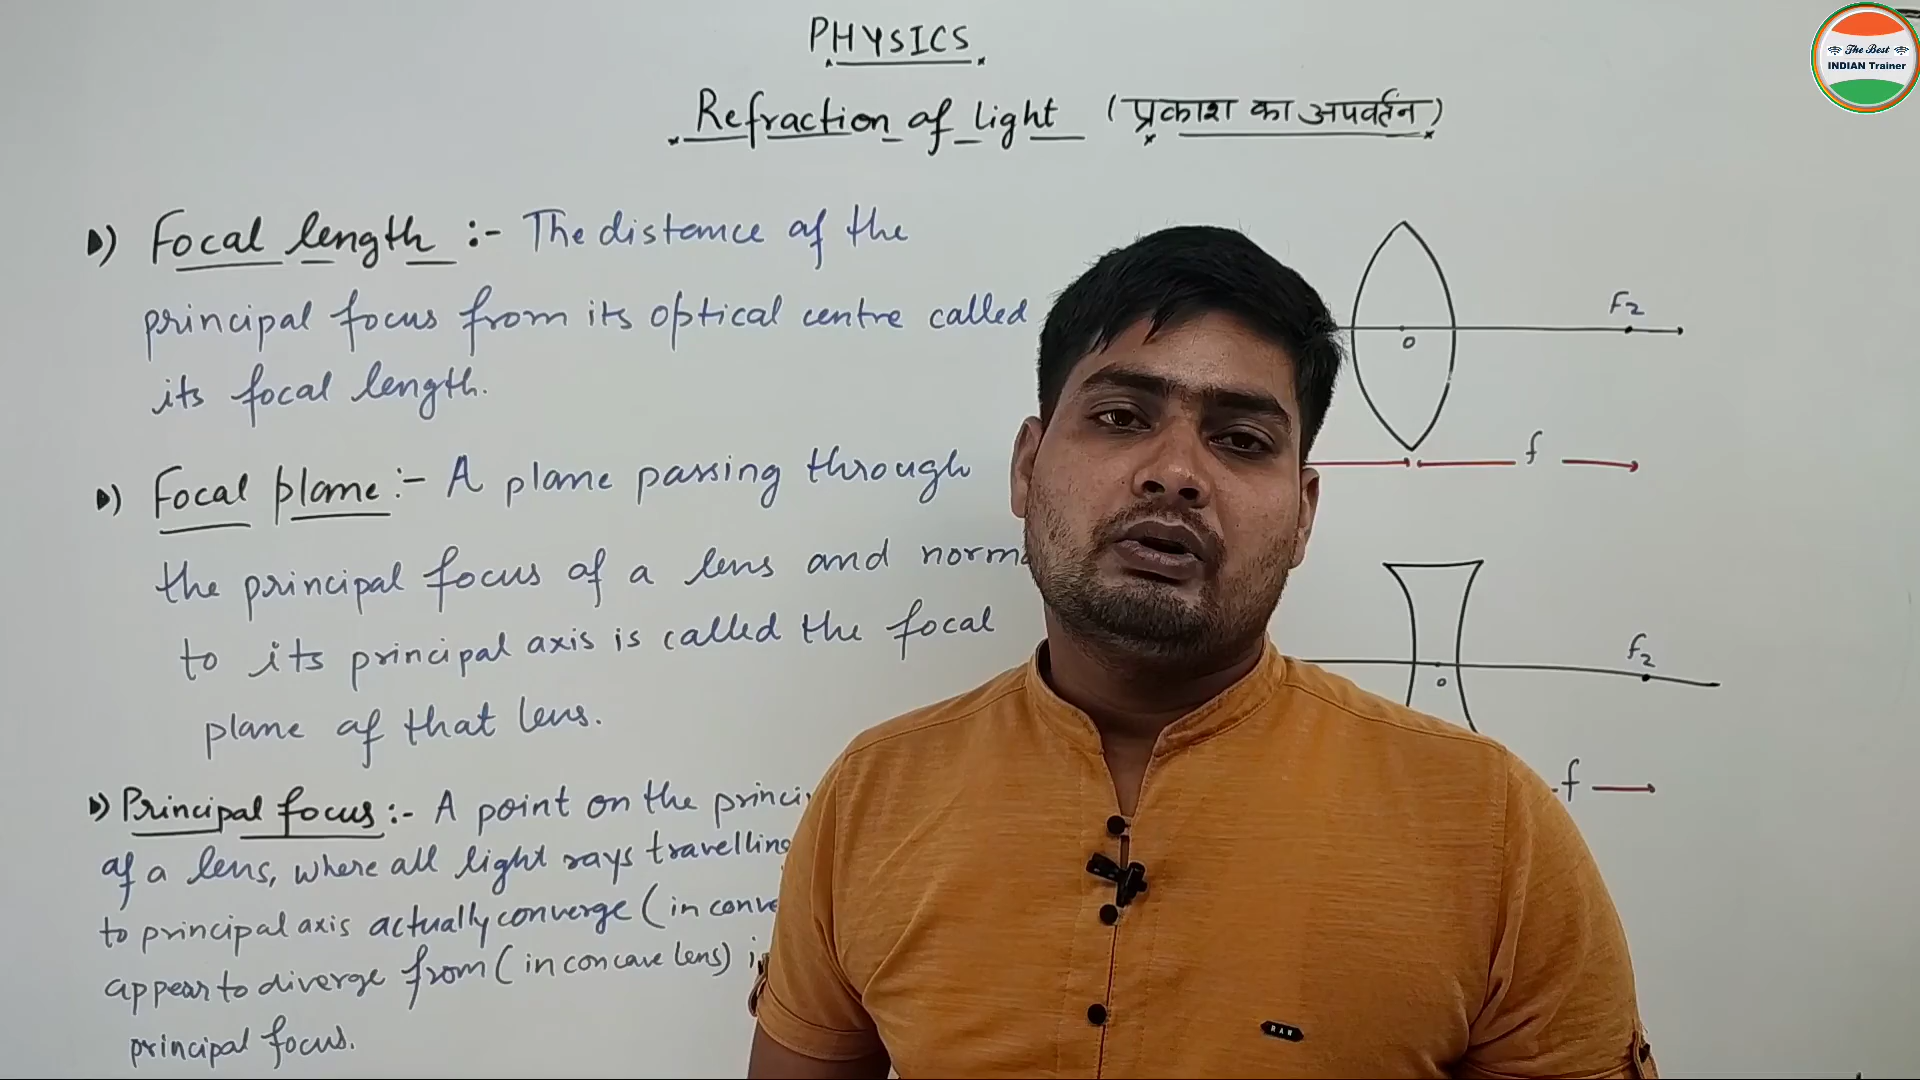 PHYSICS
Refraction of light (प्रकाश का अपवर्तन)
The Best
INDIAN Trainer
Focal length :- The distance of the
principal focus from its optical centre called
its focal length.
Focal plane :- A plane passing through
the principal focus of a lens and
to its principal axis is called the focal
plane of that lens.
Principal focus :- A point on the
of a lens, where all light rays travelling
to principal axis actually converge (in
appear to diverge from (in concave lens)
principal focus.
F2
O
f
F2
O
f
RAW